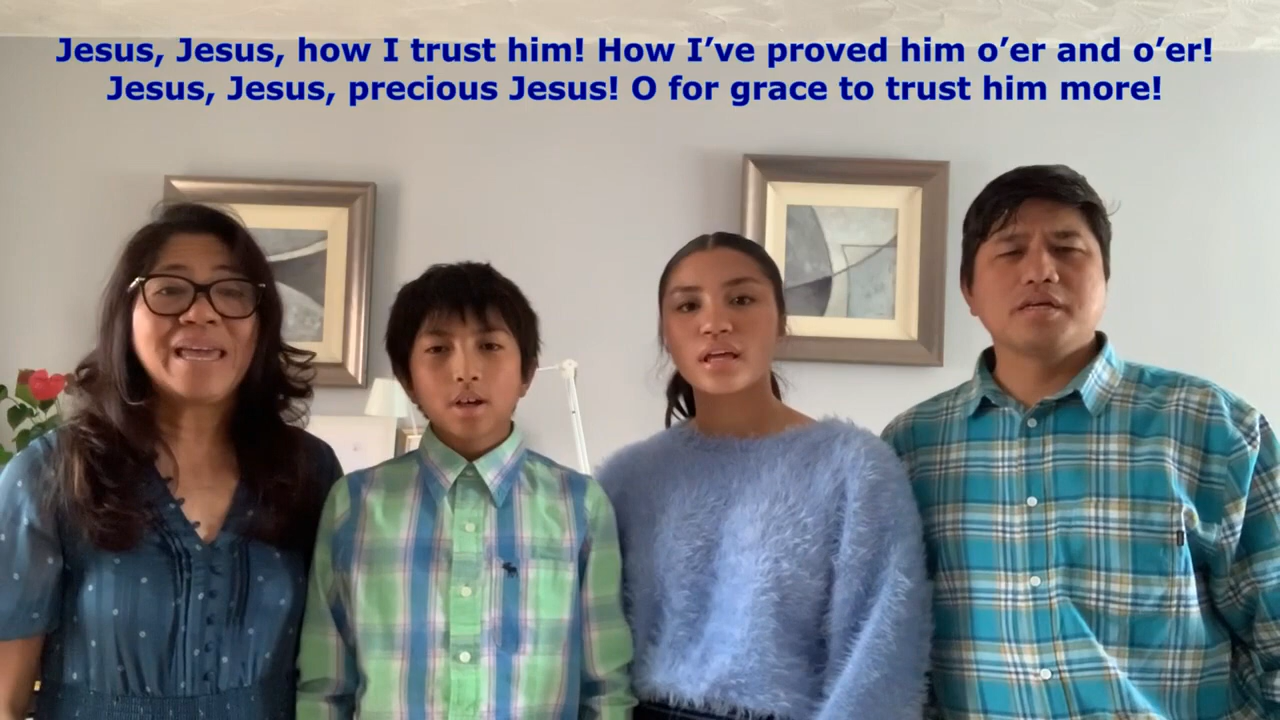 Jesus, Jesus, how I trust him! How I’ve proved him o’er and o’er!
Jesus, Jesus, precious Jesus! O for grace to trust him more!